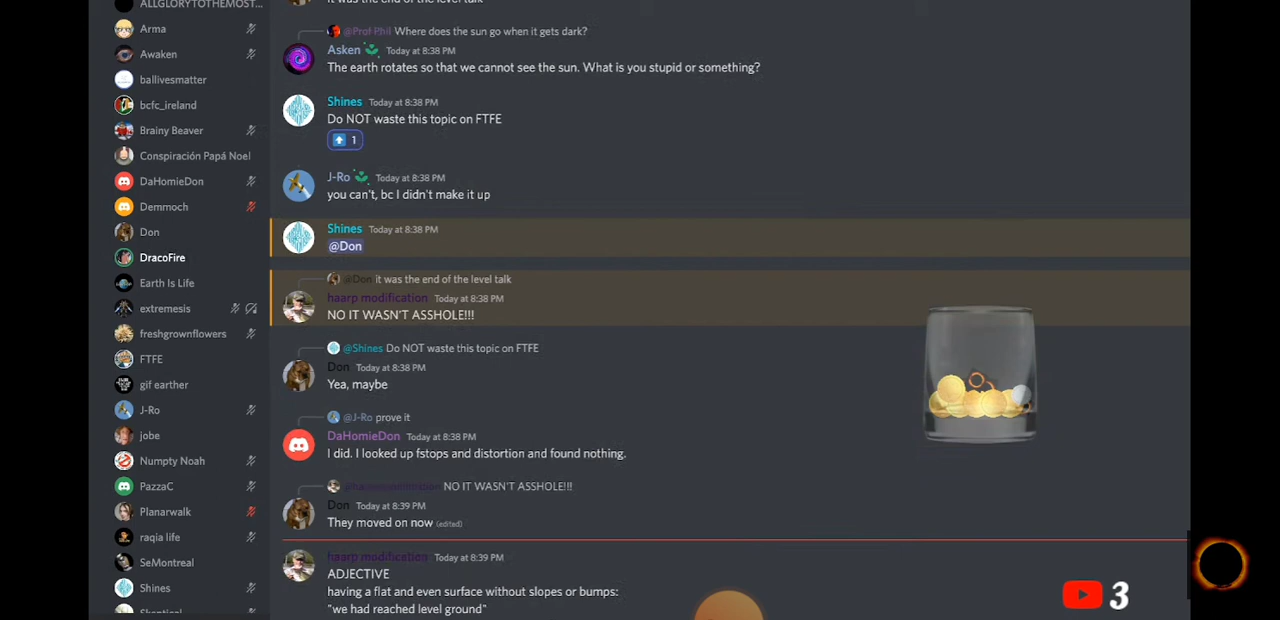 ALLGLORYTOTHEMOST...
Arma
Awaken
ballivesmatter
bcfc_ireland
Brainy Beaver
Conspiración Papá Noel
DaHomieDon
Demmoch
Don
DracoFire
Earth Is Life
extremesis
freshgrownflowers
FTFE
gif earther
J-Ro
jobe
Numpty Noah
PazzaC
Planarwalk
raqia life
SeMontreal
Shines
Skeptical
it was the end of the level talk
@Prof Phil Where does the sun go when it gets dark?
Asken Today at 8:38 PM
The earth rotates so that we cannot see the sun. What is you stupid or something?
Shines Today at 8:38 PM
Do NOT waste this topic on FTFE
1
J-Ro Today at 8:38 PM
you can't, bc I didn't make it up
Shines Today at 8:38 PM
@Don
@Don it was the end of the level talk
haarp modification Today at 8:38 PM
NO IT WASN'T ASSHOLE!!!
@Shines Do NOT waste this topic on FTFE
Don Today at 8:38 PM
Yea, maybe
@J-Ro prove it
DaHomieDon Today at 8:38 PM
I did. I looked up fstops and distortion and found nothing.
@haarp modification NO IT WASN'T ASSHOLE!!!
Don Today at 8:39 PM
They moved on now (edited)
haarp modification Today at 8:39 PM
ADJECTIVE
having a flat and even surface without slopes or bumps:
"we had reached level ground"
3